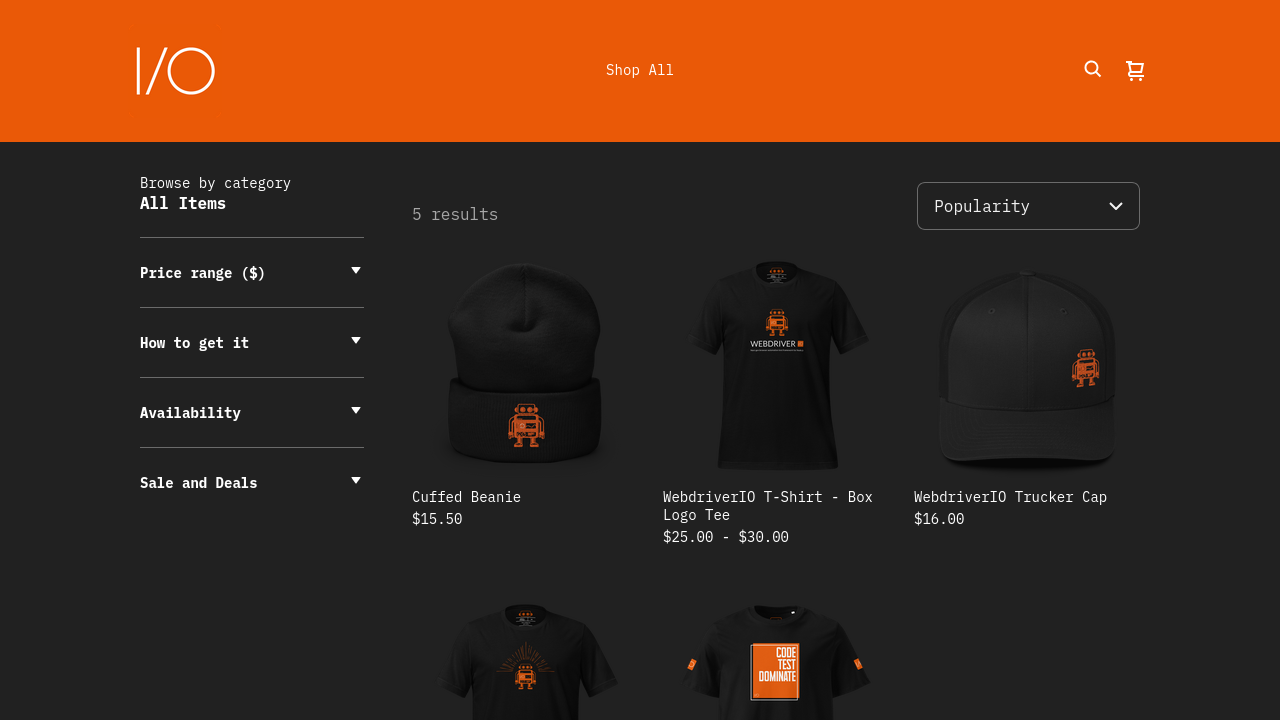 I/O
Shop All
Browse by category
All Items
Price range ($)
How to get it
Availability
Sale and Deals
5 results
Popularity
WEBDRIVER
Cuffed Beanie
$15.50
WebdriverIO T-Shirt - Box
Logo Tee
$25.00 - $30.00
WebdriverIO Trucker Cap
$16.00
CODE
TEST
DOMINATE